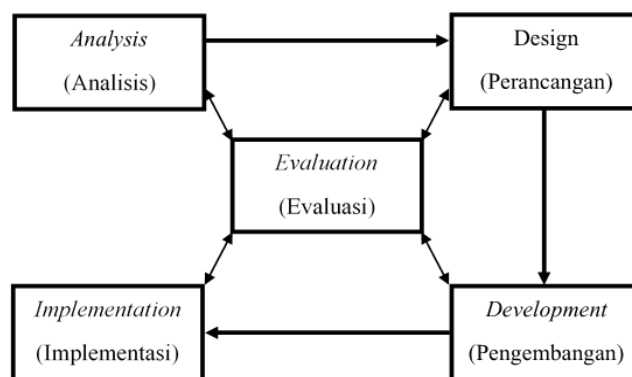 Analysis
(Analisis)
Design
(Perancangan)
Evaluation
(Evaluasi)
Implementation
(Implementasi)
Development
(Pengembangan)